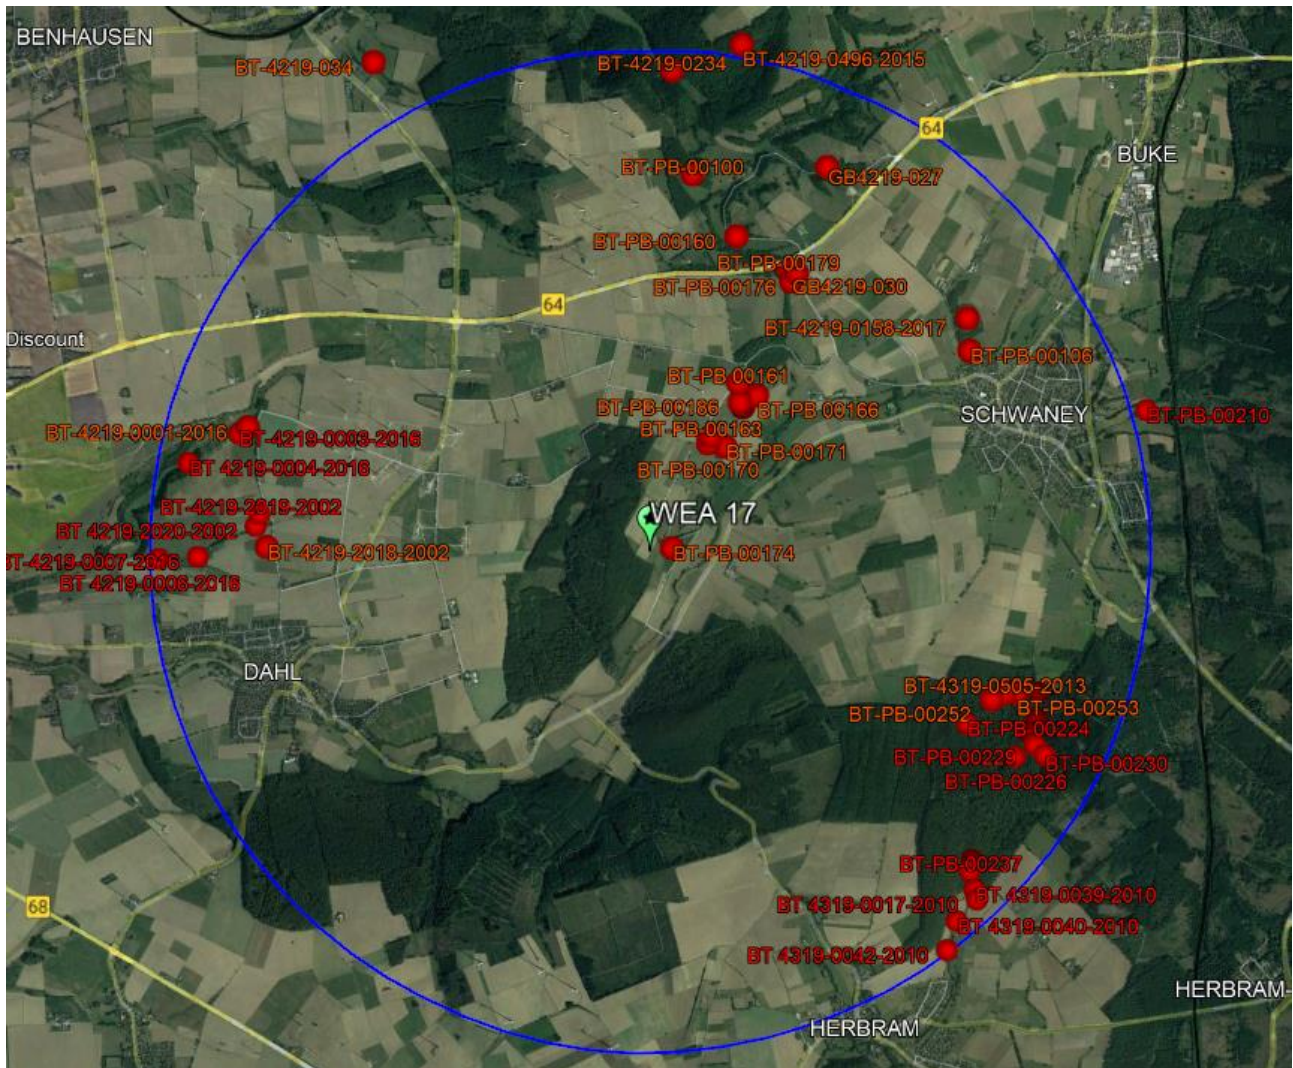 BENHAUSEN
BT-4219-034
BT-4219-0234
BT-4219-0496-2015
64
BUKE
BT-PB-00100
GB4219-027
BT-PB-00160
BT-PB-00179
BT-PB-00176
GB4219-030
64
Discount
BT-4219-0158-2017
BT-PB-00106
BT-PB-00161
BT-PB-00186
BT-PB-00166
SCHWANEY
BT-PB-00210
BT-4219-0001-2016
BT-4219-0003-2016
BT-PB-00163
BT-PB-00170
BT-PB-00171
BT 4219-0004-2016
BT-4219-2019-2002
WEA 17
BT 4219-2020-2002
BT-4219-2018-2002
BT-PB-00174
BT-4219-0007-2016
BT 4219-0006-2016
DAHL
BT-4319-0505-2013
BT-PB-00252
BT-PB-00253
BT-PB-00224
BT-PB-00229
BT-PB-00230
BT-PB-00226
BT-PB-00237
68
BT 4319-0039-2010
BT 4319-0017-2010
BT 4319-0040-2010
BT 4319-0042-2010
HERBRAM-
HERBRAM